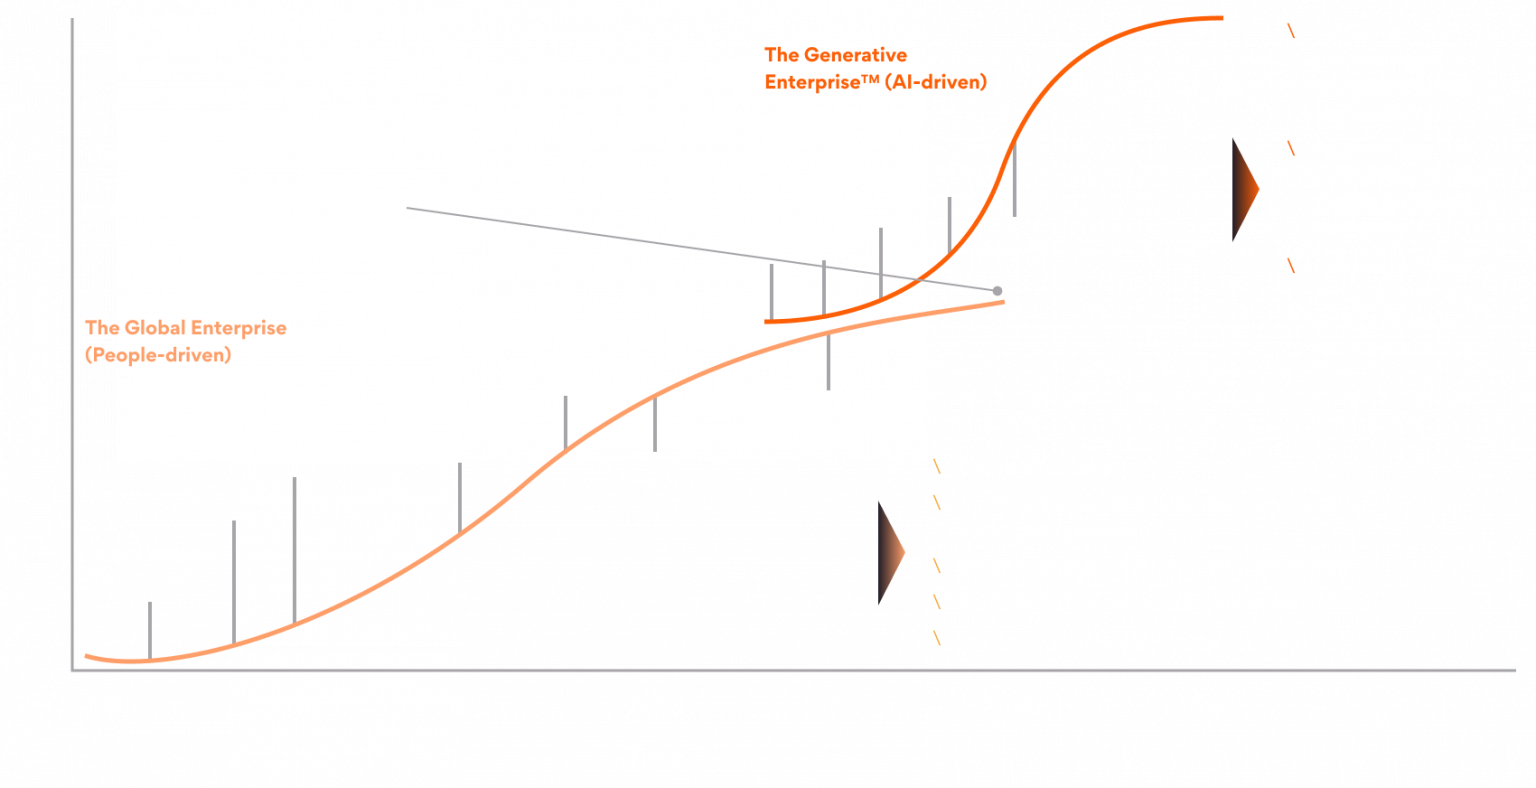 The Generative
Enterprise™ (AI-driven)
The Global Enterprise
(People-driven)